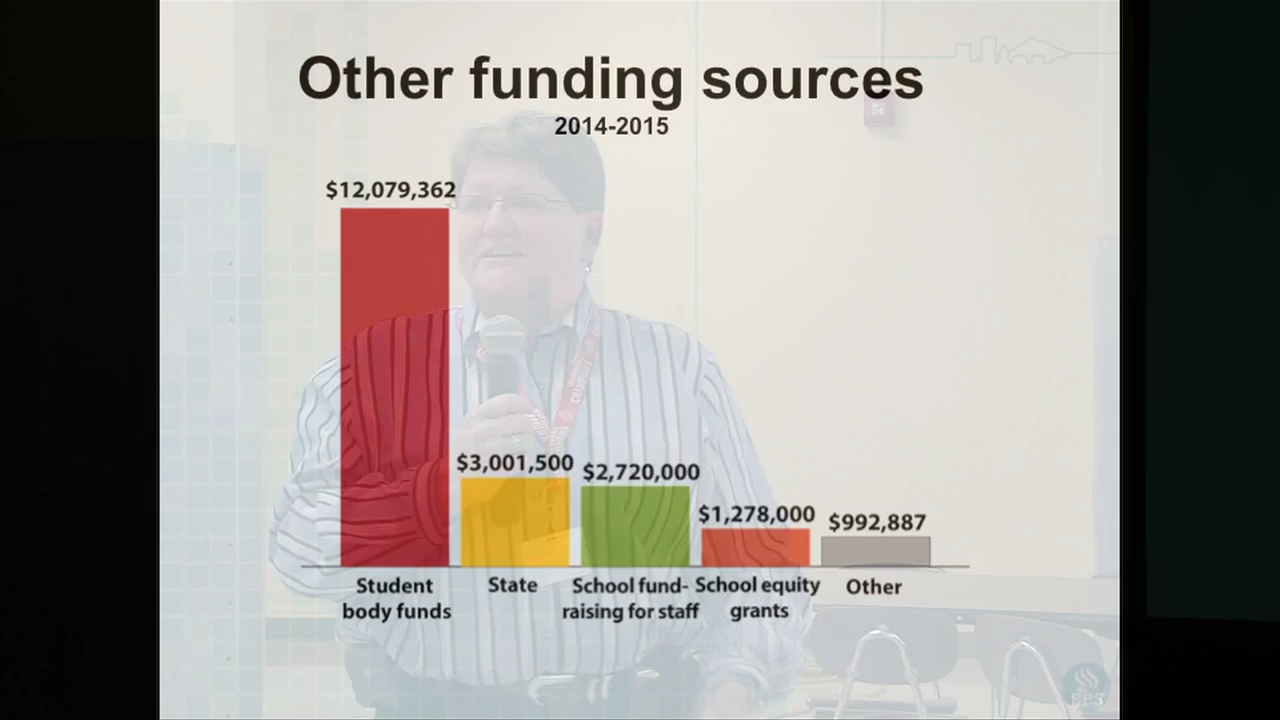 Other funding sources
2014-2015
$12,079,362
$3,001,500
$2,720,000
$1,278,000
$992,887
Student
body funds
State
School fund-
raising for staff
School equity
grants
Other
PPS